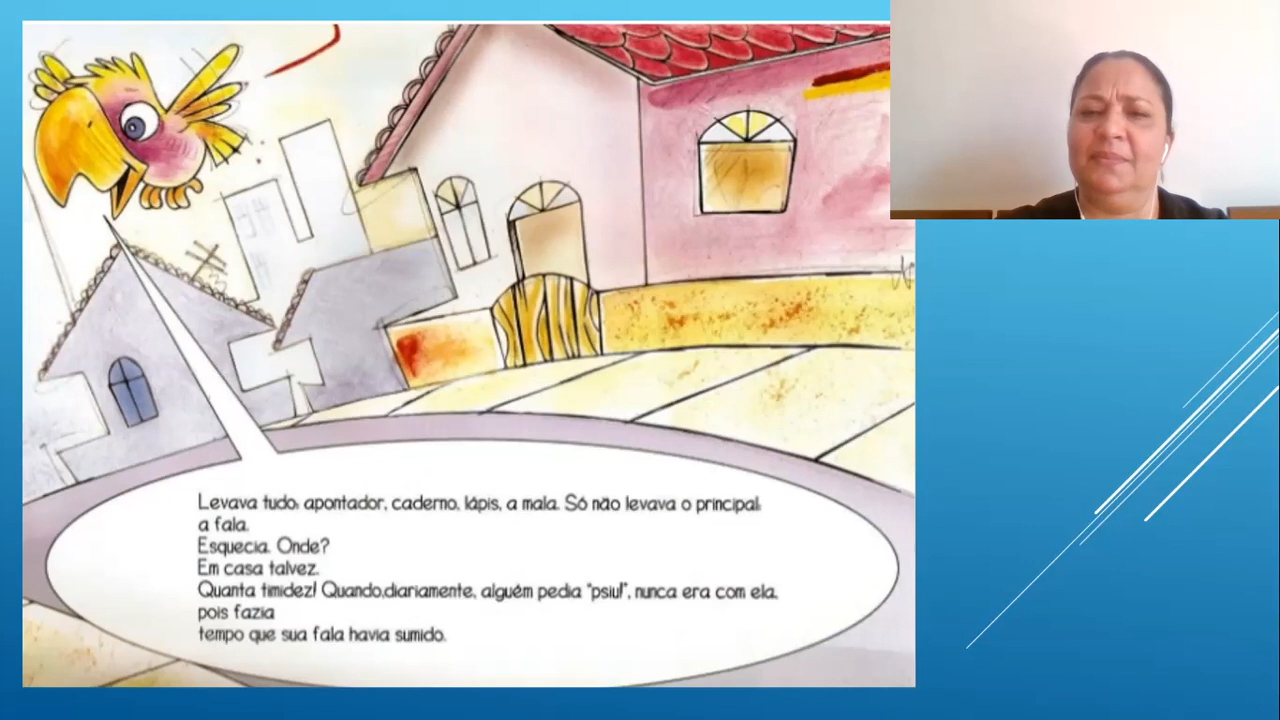 Levava tudo: apontador, caderno, lápis, a mala. Só não levava o principal:
a fala.
Esquecia. Onde?
Em casa talvez.
Quanta timidez! Quando,diariamente, alguém pedia "psiu!", nunca era com ela,
pois fazia
tempo que sua fala havia sumido.